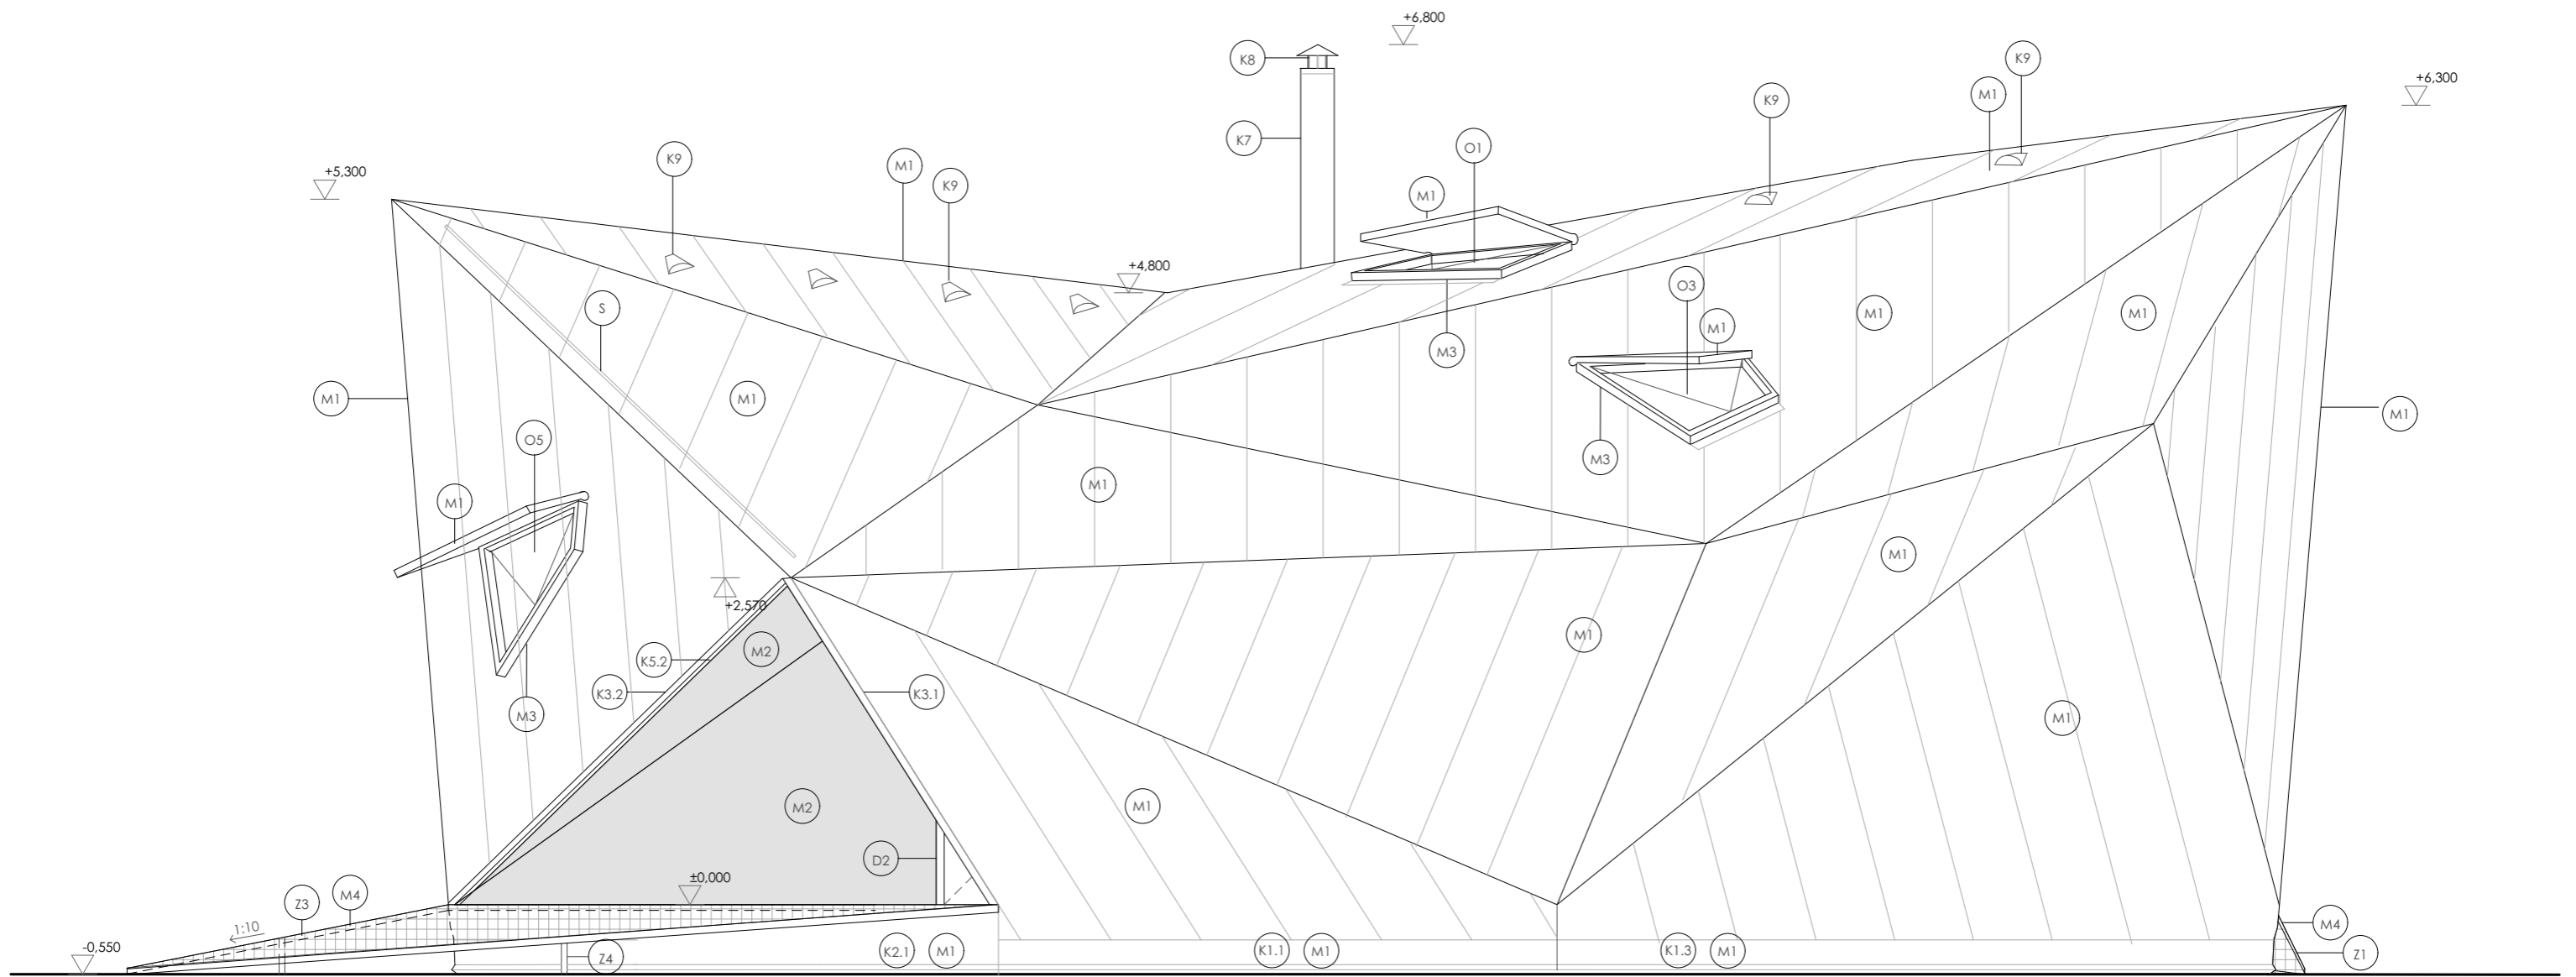 +6,800
K8
K9
+6,300
K9
M1
K7
O1
K9
M1
+5,300
K9
M1
+4,800
O3
S
M1
M1
M1
M3
M1
M1
M1
O5
M3
M1
M1
M1
+2,570
M1
M2
K5.2
K3.2
K3.1
M3
M1
M2
M1
D2
±0,000
Z3
M4
1:10
-0,550
Z4
K2.1
M1
K1.1
M1
K1.3
M1
M4
Z1